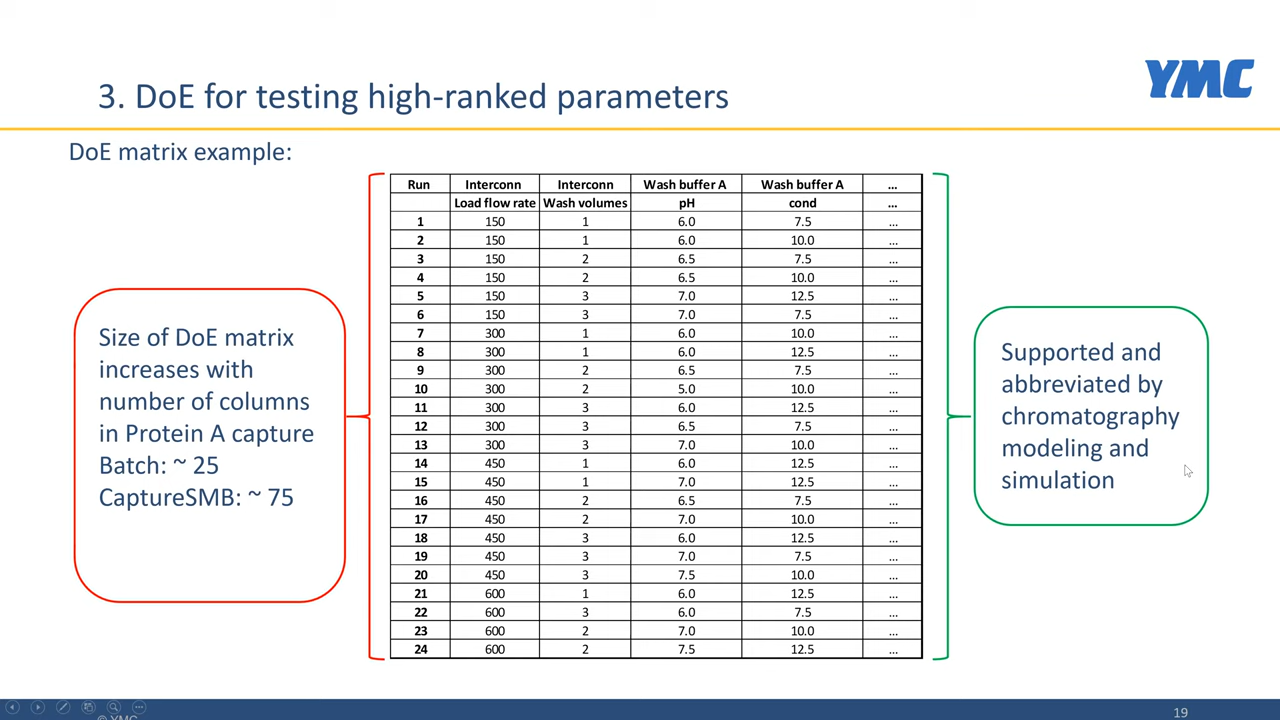 YMC
3. DoE for testing high-ranked parameters
DoE matrix example:
Size of DoE matrix
increases with
number of columns
in Protein A capture
Batch: ~ 25
CaptureSMB: ~ 75
Run Interconn Interconn Wash buffer A Wash buffer A ...
Load flow rate Wash volumes pH cond ...
1 150 1 6.0 7.5 ...
2 150 1 6.0 10.0 ...
3 150 2 6.5 7.5 ...
4 150 2 6.5 10.0 ...
5 150 3 7.0 12.5 ...
6 150 3 7.0 7.5 ...
7 300 1 6.0 10.0 ...
8 300 1 6.0 12.5 ...
9 300 2 6.5 7.5 ...
10 300 2 5.0 10.0 ...
11 300 3 6.0 12.5 ...
12 300 3 6.5 7.5 ...
13 300 3 7.0 10.0 ...
14 450 1 6.0 12.5 ...
15 450 1 7.0 12.5 ...
16 450 2 6.5 7.5 ...
17 450 2 7.0 10.0 ...
18 450 3 6.0 12.5 ...
19 450 3 7.0 7.5 ...
20 450 3 7.5 10.0 ...
21 600 1 6.0 12.5 ...
22 600 3 6.0 7.5 ...
23 600 2 7.0 10.0 ...
24 600 2 7.5 12.5 ...
Supported and
abbreviated by
chromatography
modeling and
simulation
© YMC
19